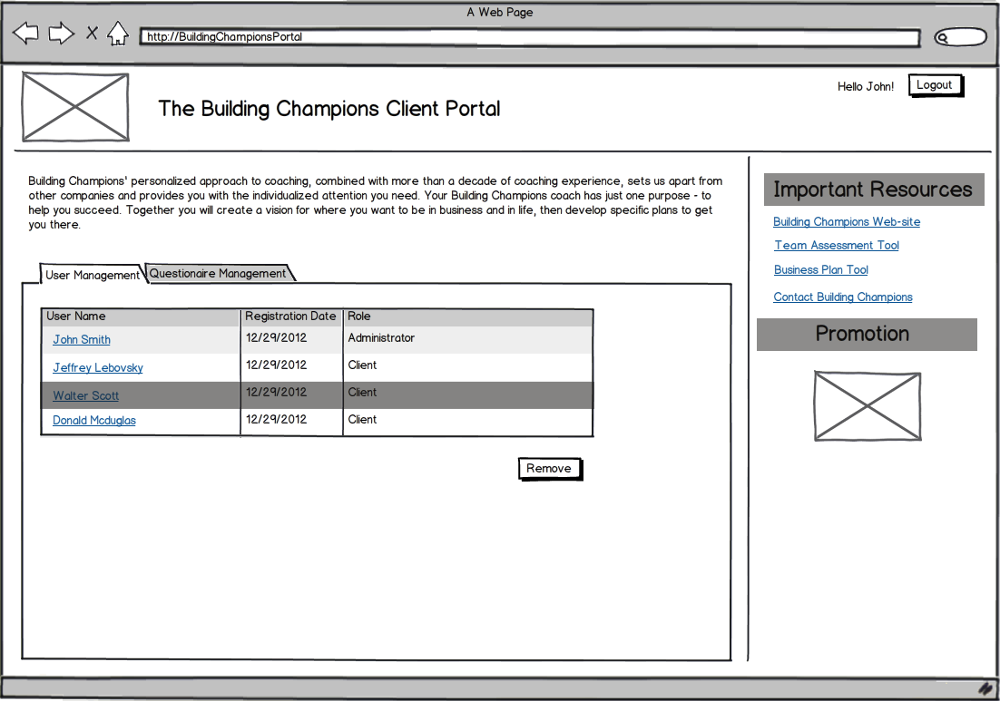 A Web Page
http://BuildingChampionsPortal
Hello John!
Logout
The Building Champions Client Portal
Building Champions' personalized approach to coaching, combined with more than a decade of coaching experience, sets us apart from
other companies and provides you with the individualized attention you need. Your Building Champions coach has just one purpose - to
help you succeed. Together you will create a vision for where you want to be in business and in life, then develop specific plans to get
you there.
User Management
Questionaire Management
User Name Registration Date Role
John Smith 12/29/2012 Administrator
Jeffrey Lebovsky 12/29/2012 Client
Walter Scott 12/29/2012 Client
Donald Mcduglas 12/29/2012 Client
Remove
Important Resources
Building Champions Web-site
Team Assessment Tool
Business Plan Tool
Contact Building Champions
Promotion